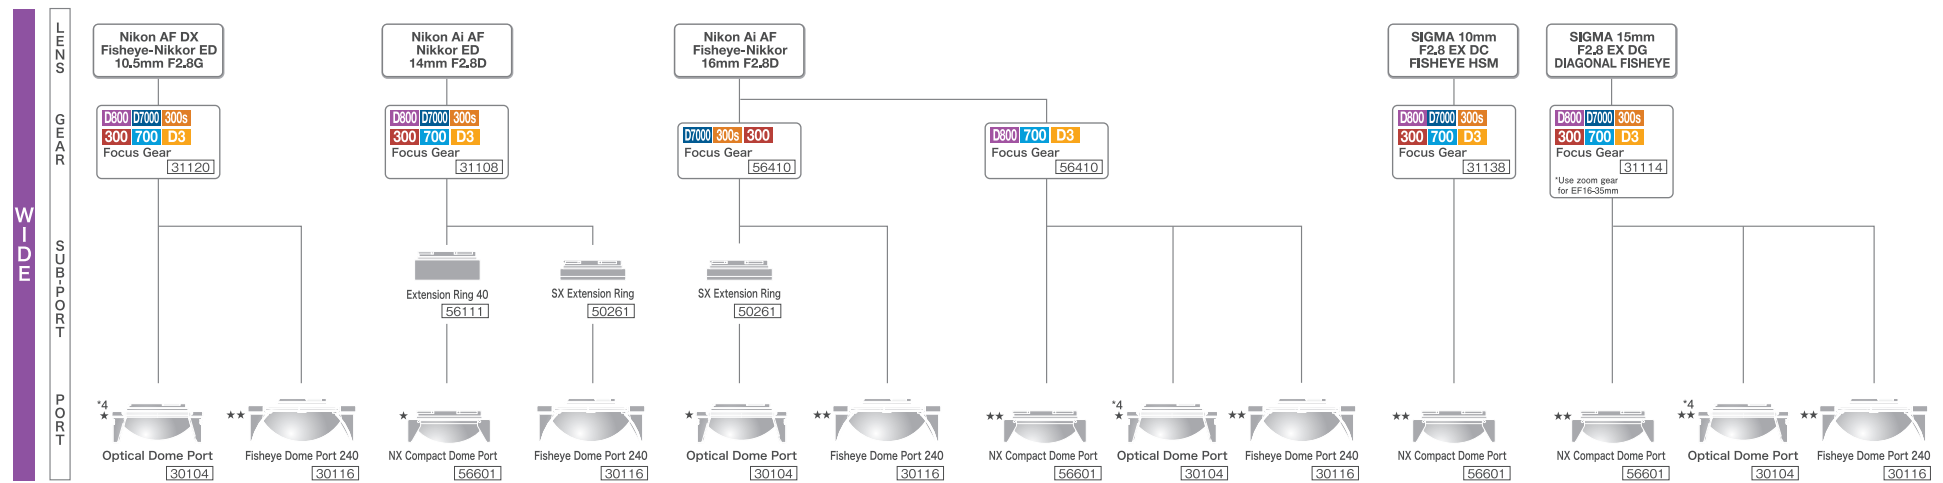 WIDE
LENS
GEAR
SUB-PORT
PORT
Nikon AF DX
Fisheye-Nikkor ED
10.5mm F2.8G
Nikon Ai AF
Nikkor ED
14mm F2.8D
Nikon Ai AF
Fisheye-Nikkor
16mm F2.8D
SIGMA 10mm
F2.8 EX DC
FISHEYE HSM
SIGMA 15mm
F2.8 EX DG
DIAGONAL FISHEYE
D800 D7000 300s
300 700 D3
Focus Gear
31120
D800 D7000 300s
300 700 D3
Focus Gear
31108
D7000 300s 300
Focus Gear
56410
D800 700 D3
Focus Gear
56410
D800 D7000 300s
300 700 D3
Focus Gear
31138
D800 D7000 300s
300 700 D3
Focus Gear
31114
*Use zoom gear
for EF16-35mm
Extension Ring 40
56111
SX Extension Ring
50261
SX Extension Ring
50261
*4
★
Optical Dome Port
30104
★★
Fisheye Dome Port 240
30116
★
NX Compact Dome Port
56601
Fisheye Dome Port 240
30116
★
Optical Dome Port
30104
★★
Fisheye Dome Port 240
30116
★★
NX Compact Dome Port
56601
*4
★
Optical Dome Port
30104
★★
Fisheye Dome Port 240
30116
★★
NX Compact Dome Port
56601
★★
NX Compact Dome Port
56601
*4
★★
Optical Dome Port
30104
★★
Fisheye Dome Port 240
30116